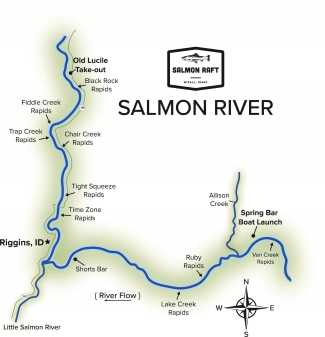 Old Lucile
Take-out
Black Rock
Rapids
SALMON RAFT
SALMON RIVER
Fiddle Creek
Rapids
Trap Creek
Rapids
Chair Creek
Rapids
Tight Squeeze
Rapids
Time Zone
Rapids
Allison
Creek
Spring Bar
Boat Launch
Riggins, ID
Van Creek
Rapids
Ruby
Rapids
Shorts Bar
( River Flow )
Lake Creek
Rapids
N
W
E
S
Little Salmon River